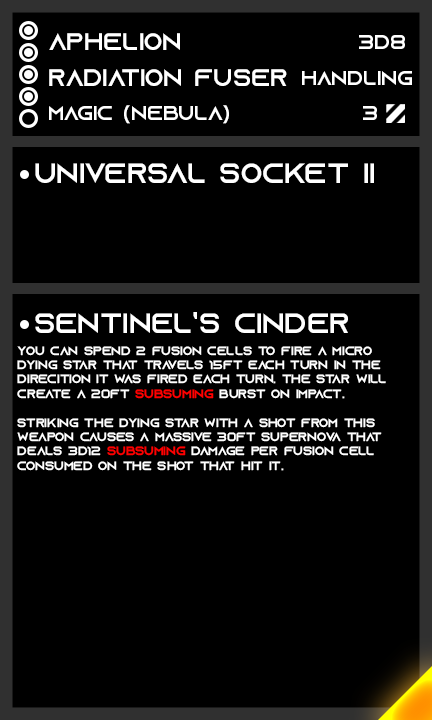 APHELION 3D8
RADIATION FUSER HANDLING
MAGIC (NEBULA) 3
•UNIVERSAL SOCKET II
•SENTINEL'S CINDER
YOU CAN SPEND 2 FUSION CELLS TO FIRE A MICRO
DYING STAR THAT TRAVELS 15FT EACH TURN IN THE
DIRECITION IT WAS FIRED EACH TURN. THE STAR WILL
CREATE A 20FT SUBSUMING BURST ON IMPACT.
STRIKING THE DYING STAR WITH A SHOT FROM THIS
WEAPON CAUSES A MASSIVE 30FT SUPERNOVA THAT
DEALS 3D12 SUBSUMING DAMAGE PER FUSION CELL
CONSUMED ON THE SHOT THAT HIT IT.